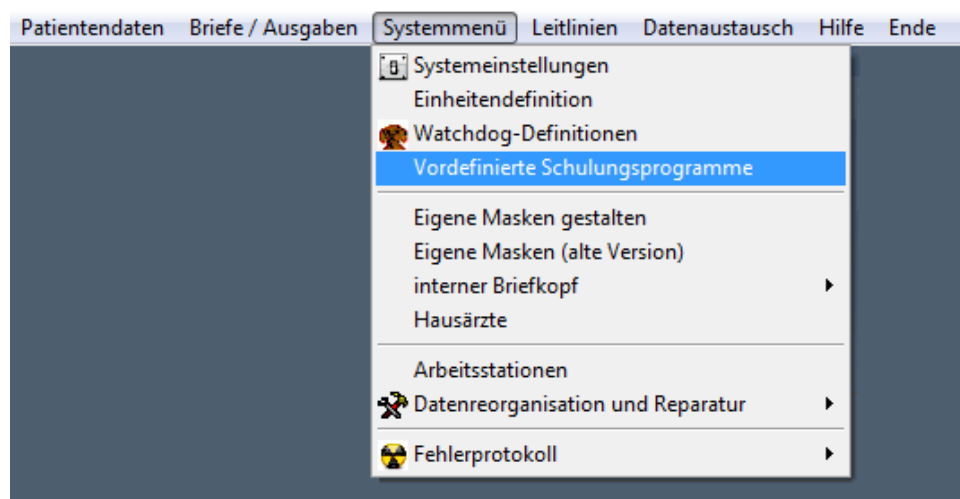 Patientendaten Briefe / Ausgaben Systemmenü Leitlinien Datenaustausch Hilfe Ende
Systemeinstellungen
Einheitendefinition
Watchdog-Definitionen
Vordefinierte Schulungsprogramme
Eigene Masken gestalten
Eigene Masken (alte Version)
interner Briefkopf
Hausärzte
Arbeitsstationen
Datenreorganisation und Reparatur
Fehlerprotokoll